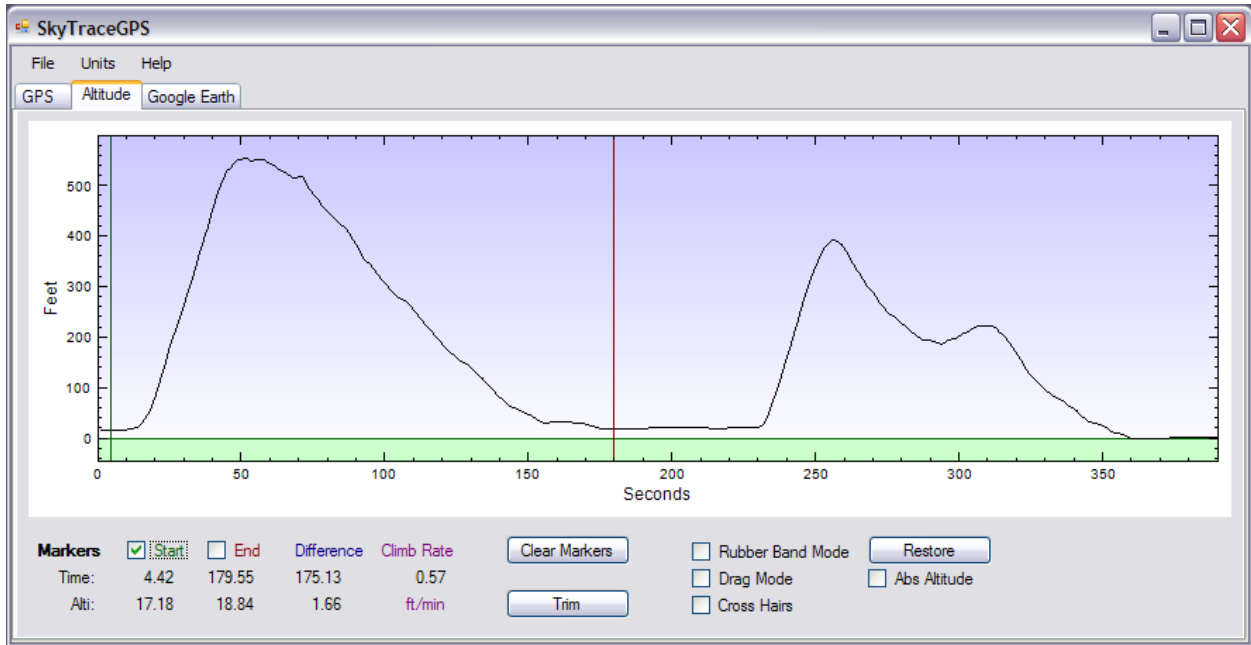 SkyTraceGPS
File Units Help
GPS Altitude Google Earth
500
400
300
200
100
0
Feet
0 50 100 150 200 250 300 350
Seconds
Markers Start End Difference Climb Rate Clear Markers Rubber Band Mode Restore
Time: 4.42 179.55 175.13 0.57 Drag Mode Abs Altitude
Alti: 17.18 18.84 1.66 ft/min Trim Cross Hairs